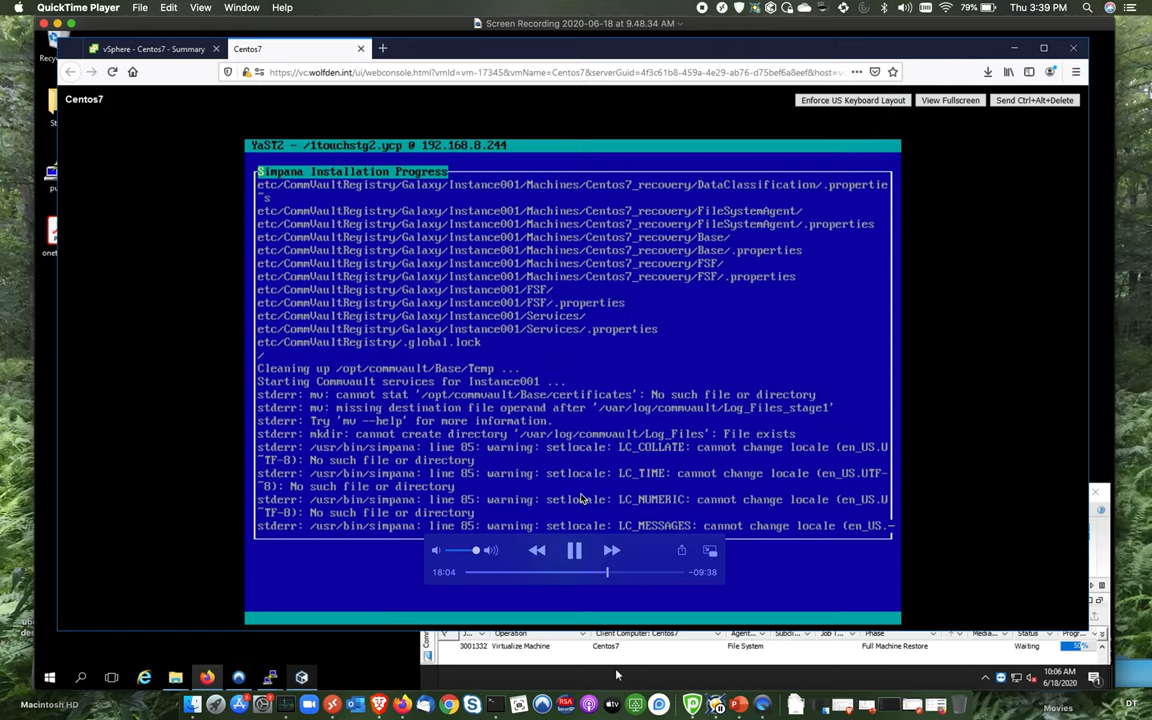 QuickTime Player File Edit View Window Help
79% Thu 3:39 PM
Screen Recording 2020-06-18 at 9.48.34 AM
vSphere - Centos7 - Summary
Centos7
https://vc.wolfden.int/ui/webconsole.html?vmId=vm-17345&vmName=Centos7&serverGuid=4f3c61b8-459a-4e29-ab76-d75bef6a8eef&host=v
Centos7
Enforce US Keyboard Layout View Fullscreen Send Ctrl+Alt+Delete
YaST2 - /1touchstg2.ycp @ 192.168.8.244
Simpana Installation Progress
etc/CommVaultRegistry/Galaxy/Instance001/Machines/Centos7_recovery/DataClassification/.propertie
~s
etc/CommVaultRegistry/Galaxy/Instance001/Machines/Centos7_recovery/FileSystemAgent/
etc/CommVaultRegistry/Galaxy/Instance001/Machines/Centos7_recovery/FileSystemAgent/.properties
etc/CommVaultRegistry/Galaxy/Instance001/Machines/Centos7_recovery/Base/
etc/CommVaultRegistry/Galaxy/Instance001/Machines/Centos7_recovery/Base/.properties
etc/CommVaultRegistry/Galaxy/Instance001/Machines/Centos7_recovery/FSF/
etc/CommVaultRegistry/Galaxy/Instance001/Machines/Centos7_recovery/FSF/.properties
etc/CommVaultRegistry/Galaxy/Instance001/FSF/
etc/CommVaultRegistry/Galaxy/Instance001/FSF/.properties
etc/CommVaultRegistry/Galaxy/Instance001/Services/
etc/CommVaultRegistry/Galaxy/Instance001/Services/.properties
etc/CommVaultRegistry/.global.lock
/
Cleaning up /opt/commvault/Base/Temp ...
Starting Commvault services for Instance001 ...
stderr: mv: cannot stat '/opt/commvault/Base/certificates': No such file or directory
stderr: mv: missing destination file operand after '/var/log/commvault/Log_Files_stage1'
stderr: Try 'mv --help' for more information.
stderr: mkdir: cannot create directory '/var/log/commvault/Log_Files': File exists
stderr: /usr/bin/simpana: line 85: warning: setlocale: LC_COLLATE: cannot change locale (en_US.U
~TF-8): No such file or directory
stderr: /usr/bin/simpana: line 85: warning: setlocale: LC_TIME: cannot change locale (en_US.UTF-
~8): No such file or directory
stderr: /usr/bin/simpana: line 85: warning: setlocale: LC_NUMERIC: cannot change locale (en_US.U
~TF-8): No such file or directory
stderr: /usr/bin/simpana: line 85: warning: setlocale: LC_MESSAGES: cannot change locale (en_US.
18:04 -09:38
J... Operation Client Computer: Centos7 Agent... Subcli... Job T... Phase Media... Status Progr...
3001332 Virtualize Machine Centos7 File System Full Machine Restore Waiting 50%
10:06 AM
6/18/2020
Macintosh HD
Movies
DT